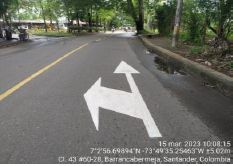 15 mar 2023 10:08:15
7°2'56.69894"N -73°49'35.25463"W ±5.02m
Cl. 43 #60-28, Barrancabermeja, Santander, Colombia